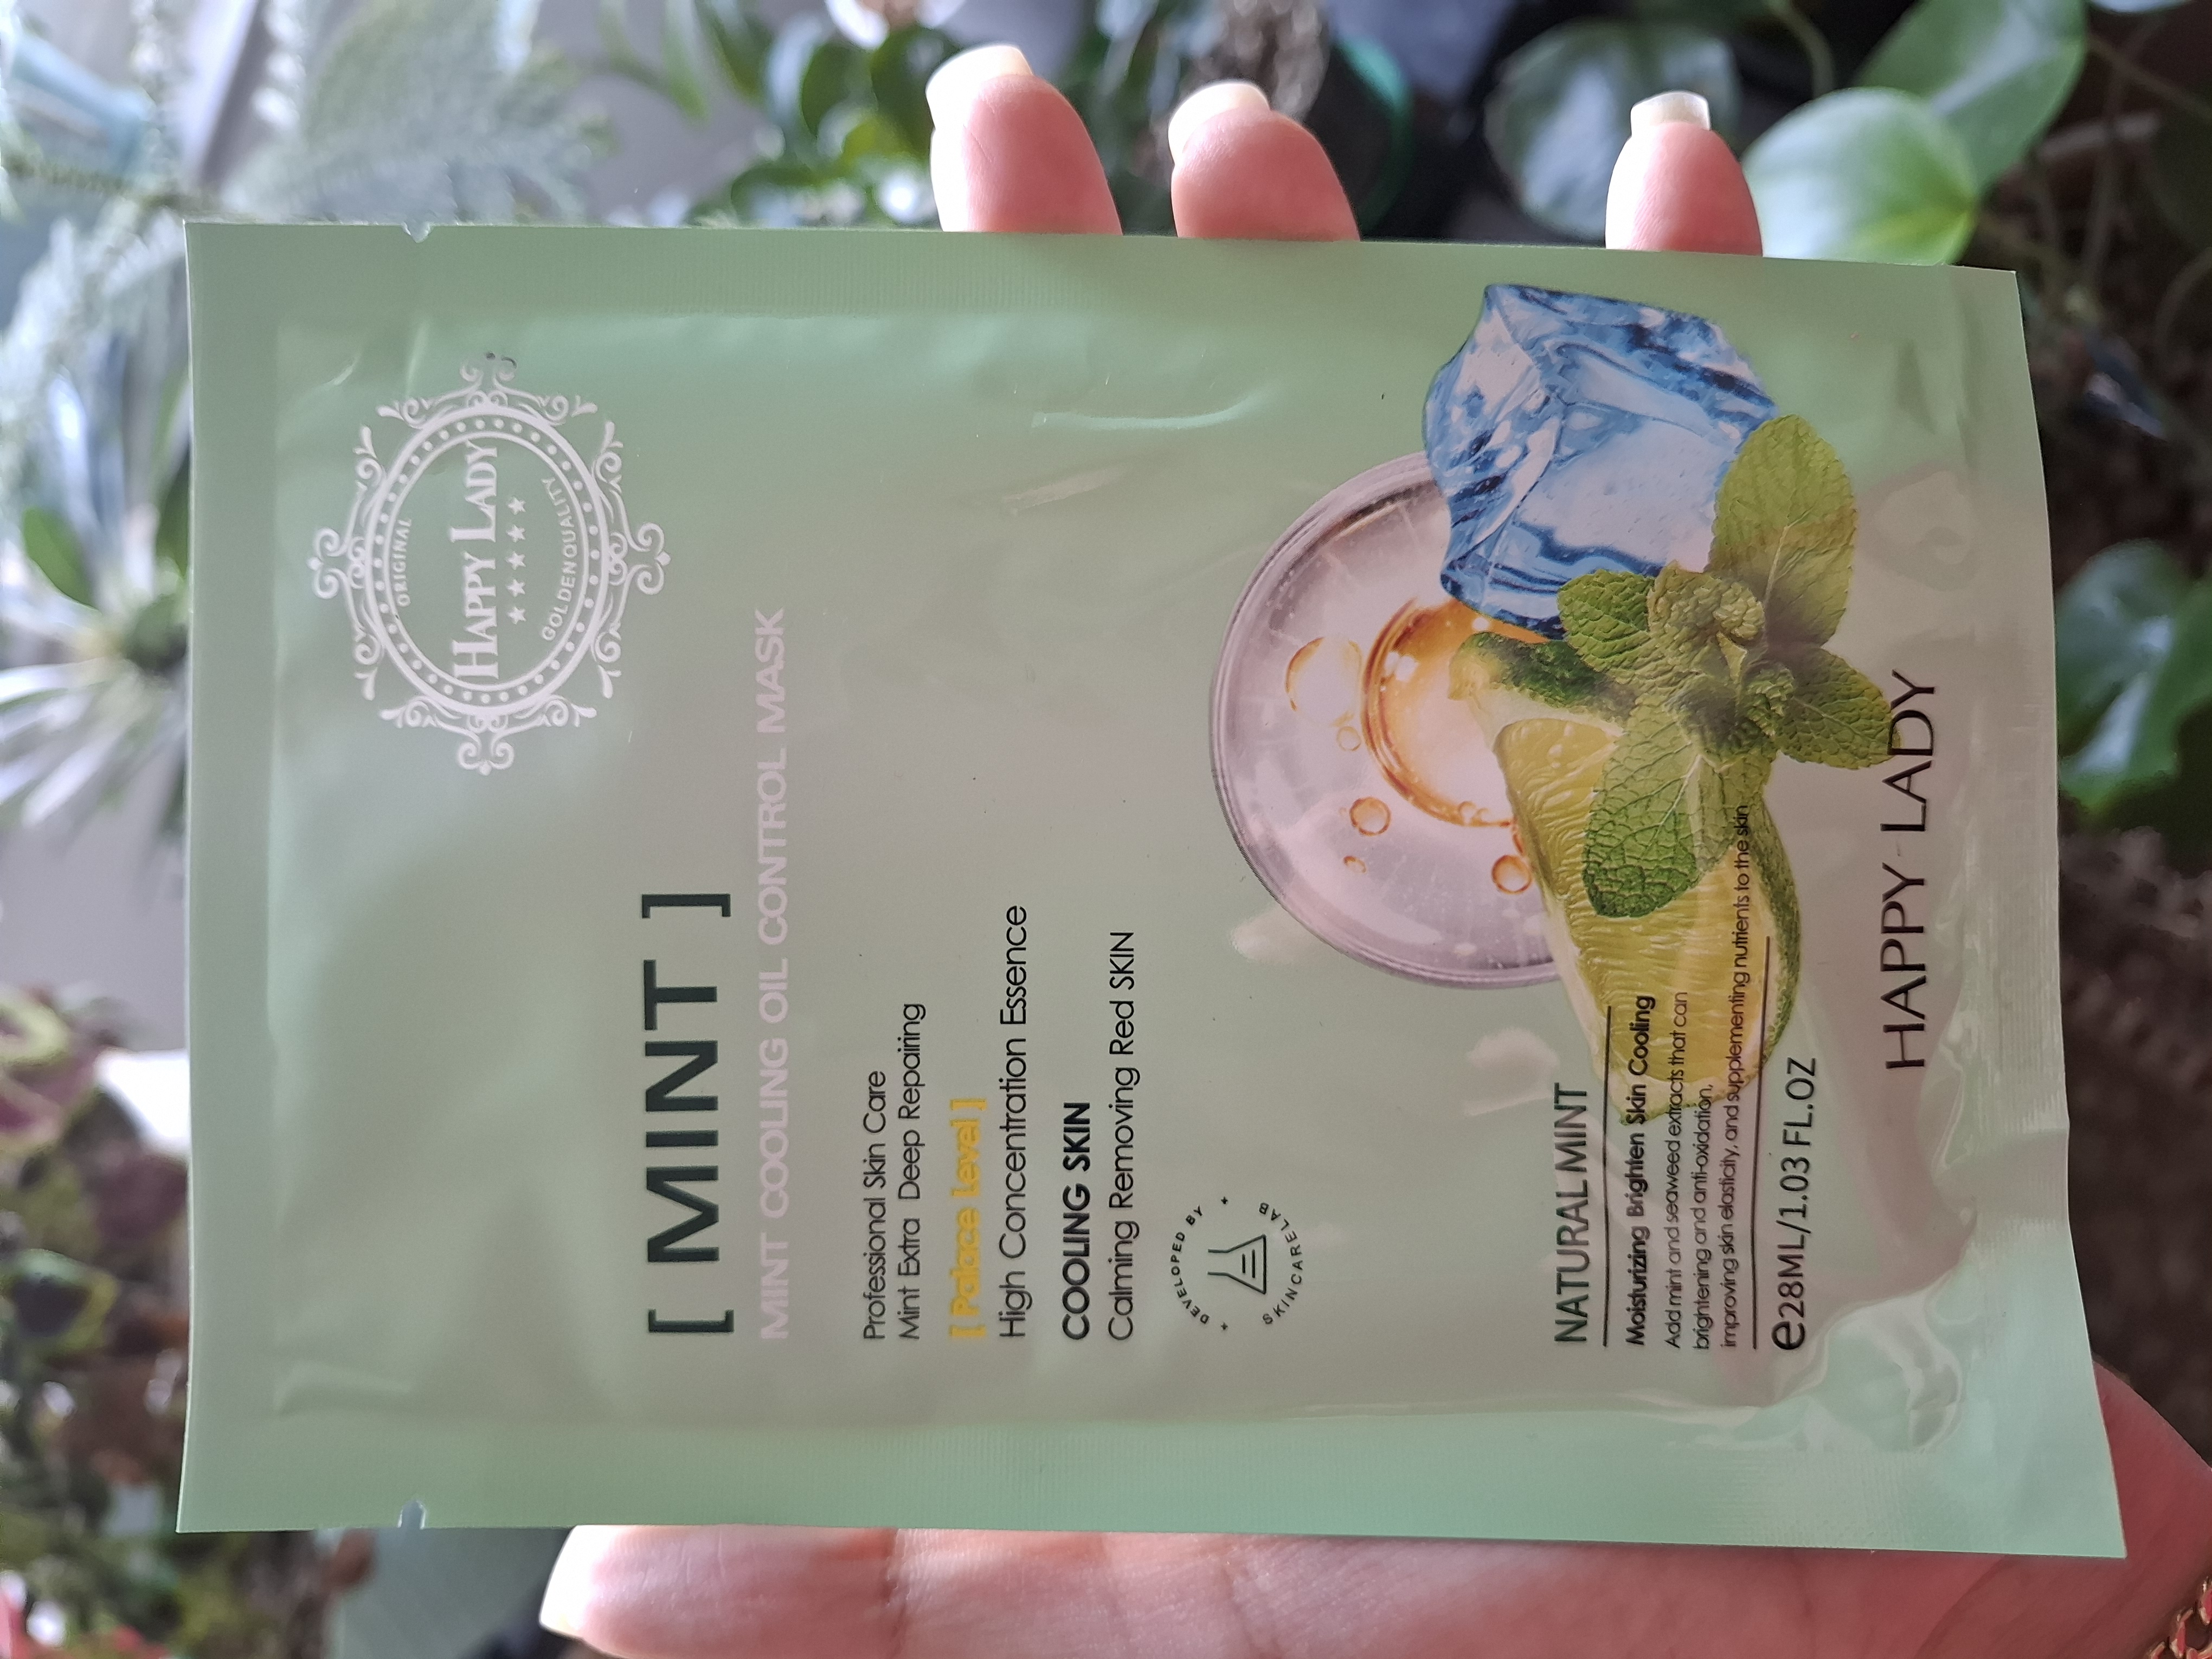 ORIGINAL
HAPPY LADY
GOLDEN QUALITY
[ MINT ]
MINT COOLING OIL CONTROL MASK
Professional Skin Care
Mint Extra Deep Repairing
[ Palace Level ]
High Concentration Essence
COOLING SKIN
Calming Removing Red SKIN
DEVELOPED BY
SKINCARELAB
NATURAL MINT
Moisturizing Brighten Skin Cooling
Add mint and seaweed extracts that can
brightening and anti-oxidation,
improving skin elasticity, and supplementing nutrients to the skin
e28ML/1.03 FL.OZ
HAPPY LADY